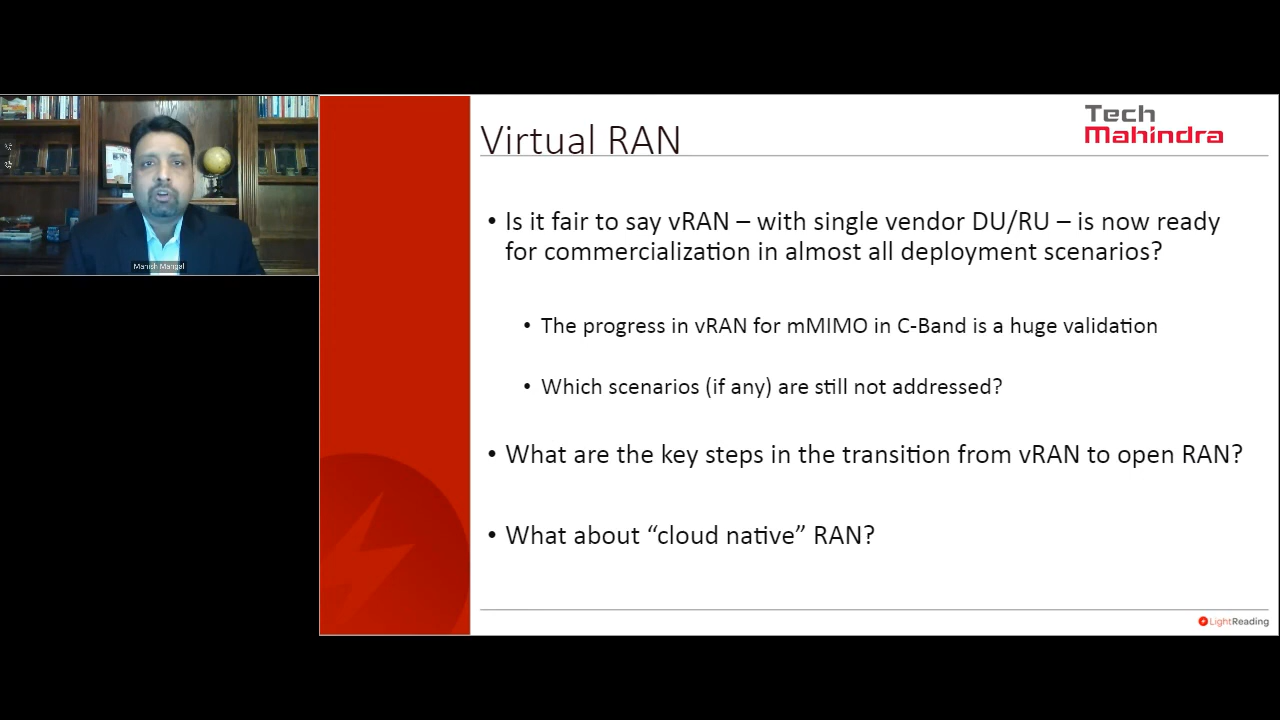 Manish Mangal
Virtual RAN
Tech
Mahindra
• Is it fair to say vRAN – with single vendor DU/RU – is now ready
for commercialization in almost all deployment scenarios?
• The progress in vRAN for mMIMO in C-Band is a huge validation
• Which scenarios (if any) are still not addressed?
• What are the key steps in the transition from vRAN to open RAN?
• What about “cloud native” RAN?
LightReading